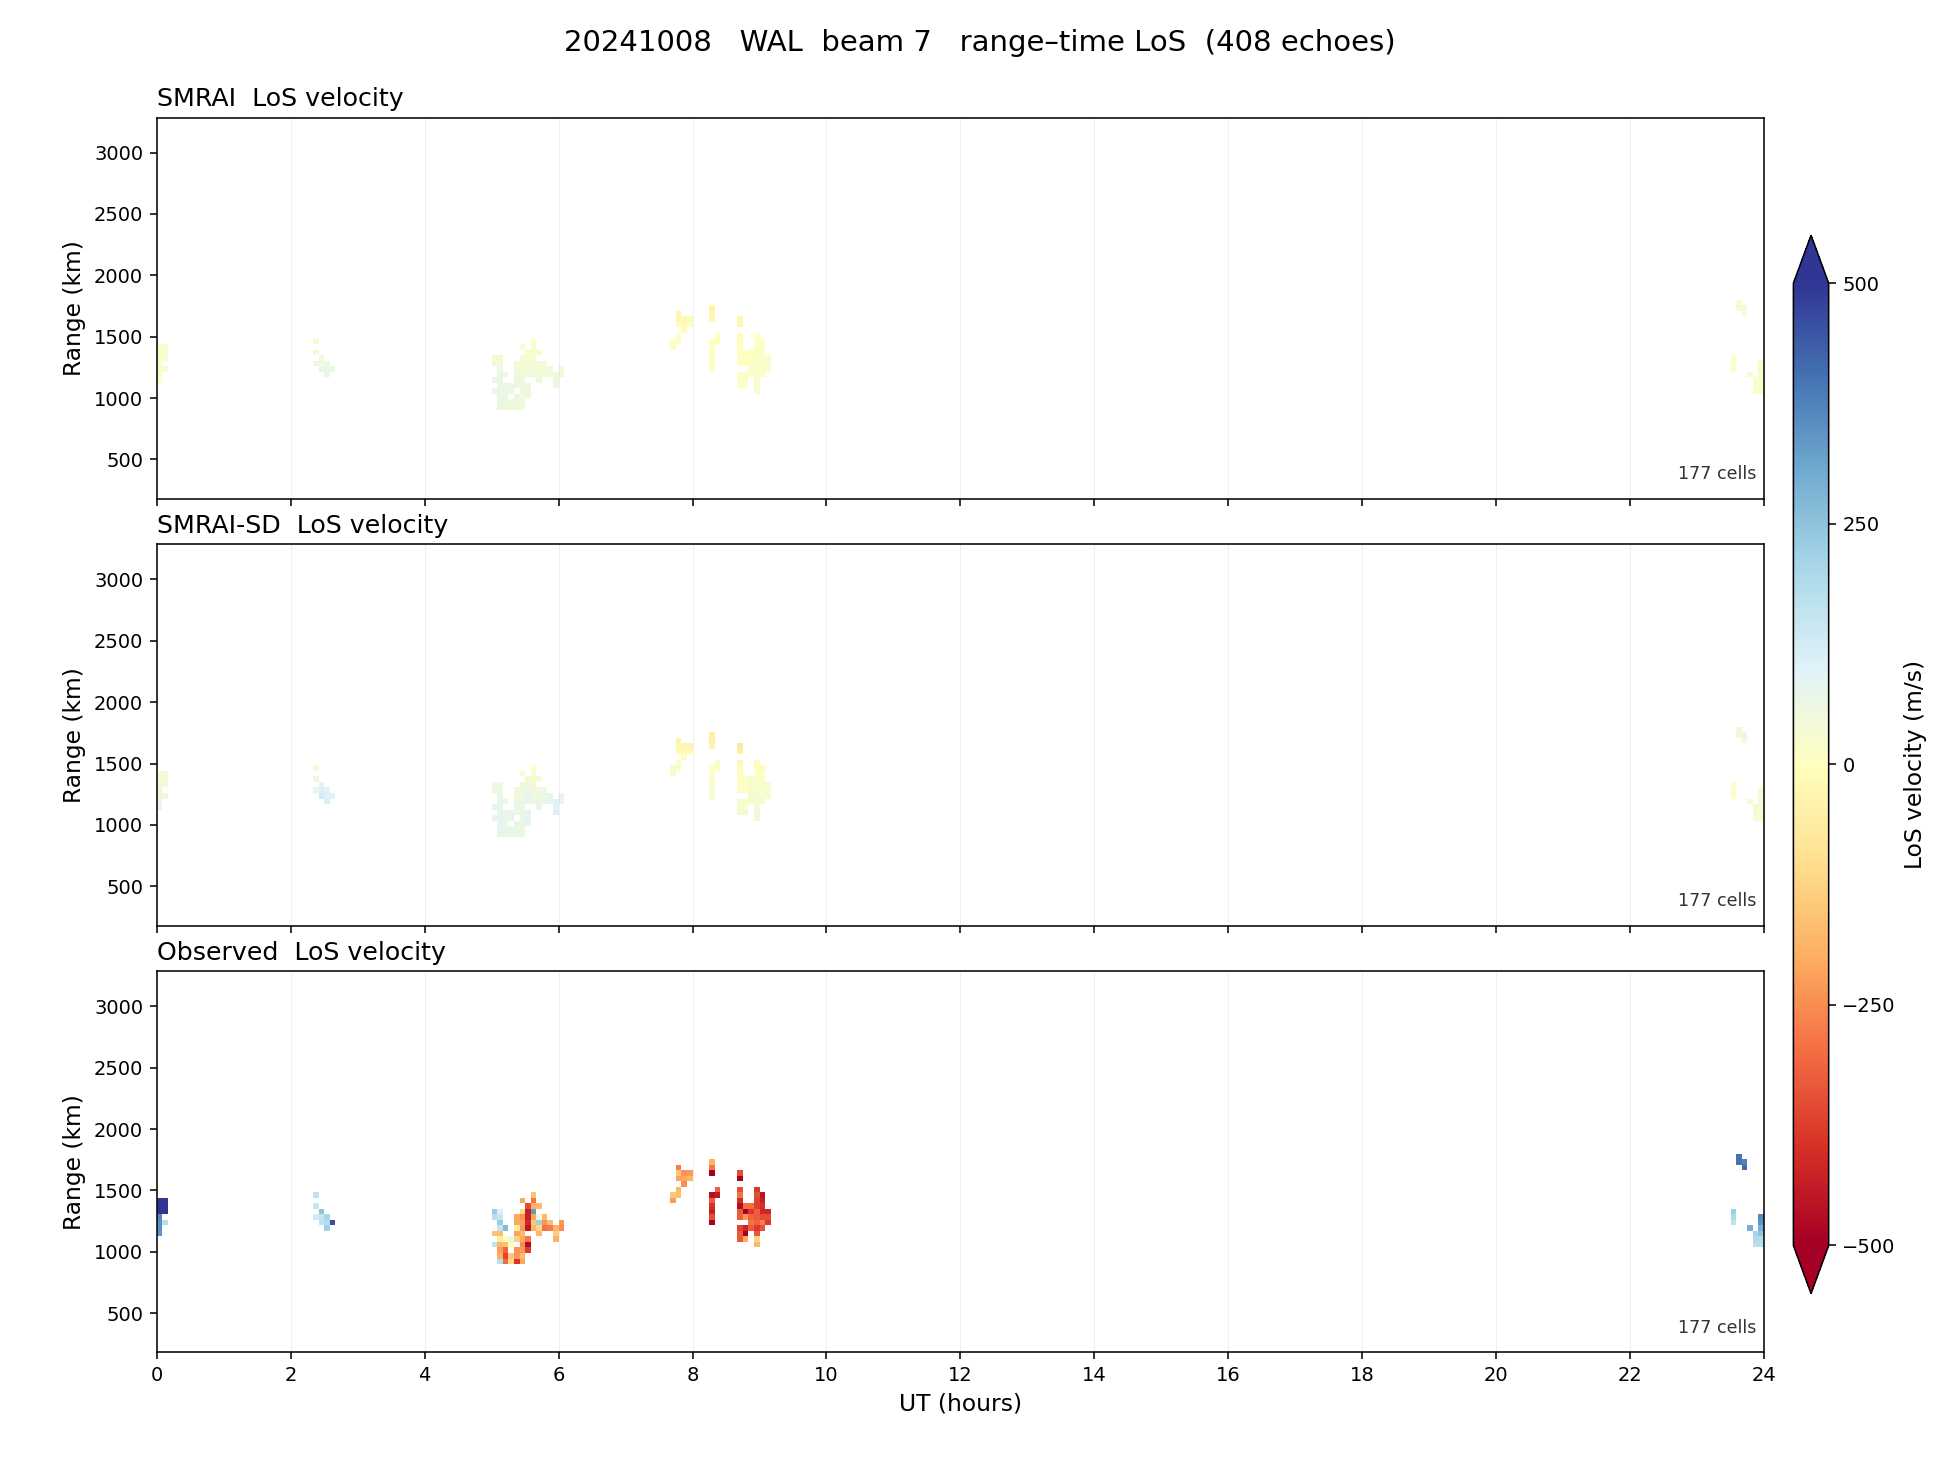 20241008   WAL  beam 7   range–time LoS  (408 echoes)
SMRAI  LoS velocity
3000
2500
2000
1500
1000
500
Range (km)
177 cells
SMRAI-SD  LoS velocity
3000
2500
2000
1500
1000
500
Range (km)
177 cells
Observed  LoS velocity
3000
2500
2000
1500
1000
500
Range (km)
177 cells
0 2 4 6 8 10 12 14 16 18 20 22 24
UT (hours)
500
250
0
−250
−500
LoS velocity (m/s)